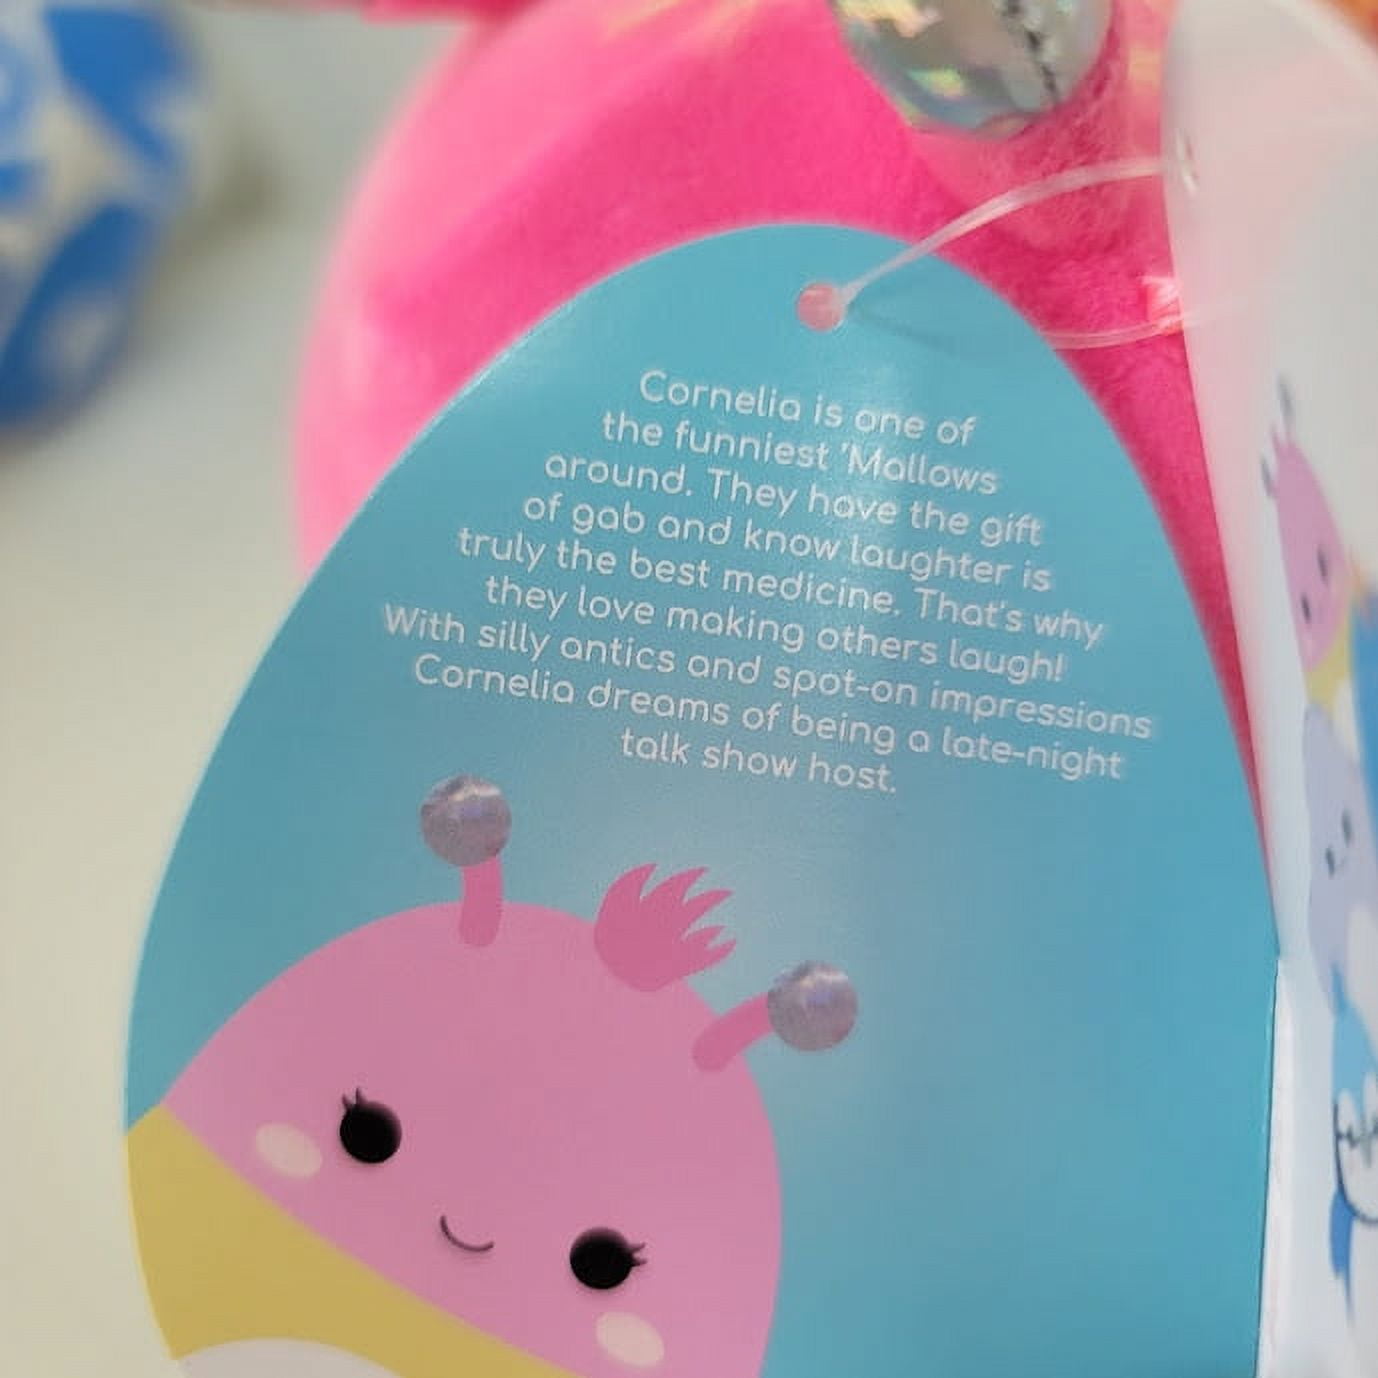 Cornelia is one of
the funniest 'Mallows
around. They have the gift
of gab and know laughter is
truly the best medicine. That's why
they love making others laugh!
With silly antics and spot-on impressions
Cornelia dreams of being a late-night
talk show host.